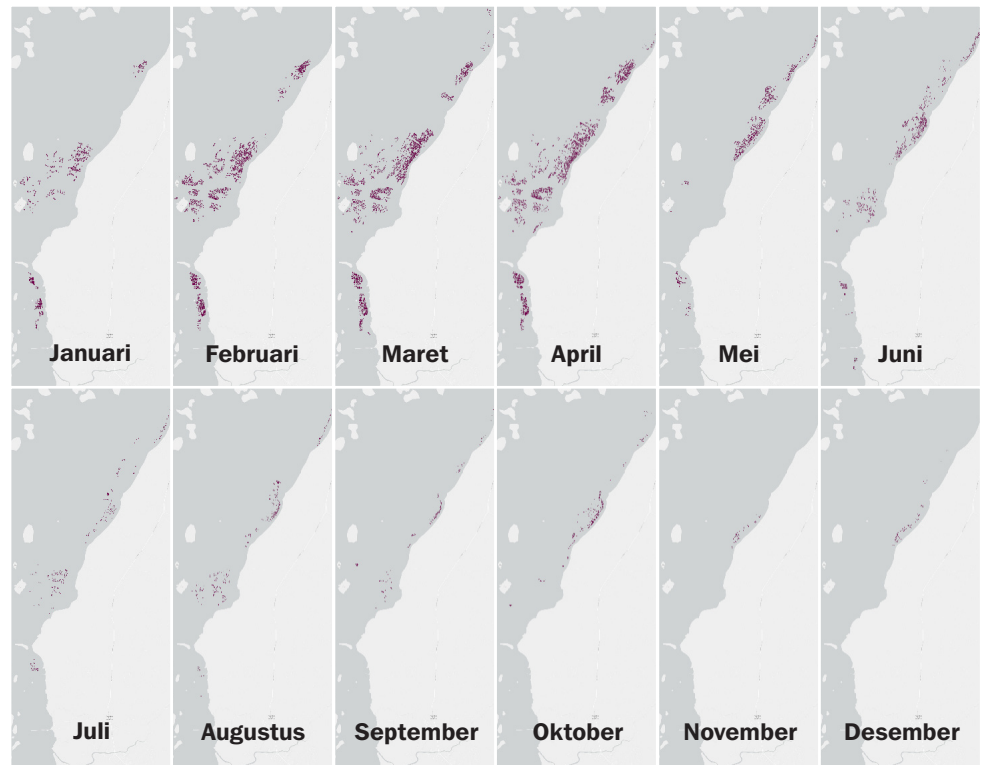 Januari
Februari
Maret
April
Mei
Juni
Juli
Augustus
September
Oktober
November
Desember